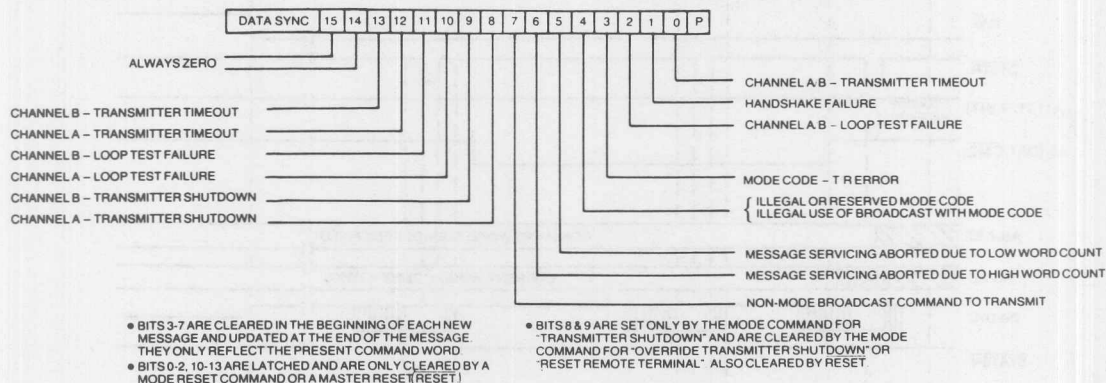 DATA SYNC 15 14 13 12 11 10 9 8 7 6 5 4 3 2 1 0 P
ALWAYS ZERO
CHANNEL B – TRANSMITTER TIMEOUT
CHANNEL A – TRANSMITTER TIMEOUT
CHANNEL B – LOOP TEST FAILURE
CHANNEL A – LOOP TEST FAILURE
CHANNEL B – TRANSMITTER SHUTDOWN
CHANNEL A – TRANSMITTER SHUTDOWN
CHANNEL A/B – TRANSMITTER TIMEOUT
HANDSHAKE FAILURE
CHANNEL A B – LOOP TEST FAILURE
MODE CODE – T R ERROR
{ ILLEGAL OR RESERVED MODE CODE
{ ILLEGAL USE OF BROADCAST WITH MODE CODE
MESSAGE SERVICING ABORTED DUE TO LOW WORD COUNT
MESSAGE SERVICING ABORTED DUE TO HIGH WORD COUNT
NON-MODE BROADCAST COMMAND TO TRANSMIT
• BITS 3-7 ARE CLEARED IN THE BEGINNING OF EACH NEW
MESSAGE AND UPDATED AT THE END OF THE MESSAGE.
THEY ONLY REFLECT THE PRESENT COMMAND WORD.
• BITS 0-2, 10-13 ARE LATCHED AND ARE ONLY CLEARED BY A
MODE RESET COMMAND OR A MASTER RESET (RESET)
• BITS 8 & 9 ARE SET ONLY BY THE MODE COMMAND FOR
"TRANSMITTER SHUTDOWN" AND ARE CLEARED BY THE MODE
COMMAND FOR "OVERRIDE TRANSMITTER SHUTDOWN" OR
"RESET REMOTE TERMINAL" ALSO CLEARED BY RESET